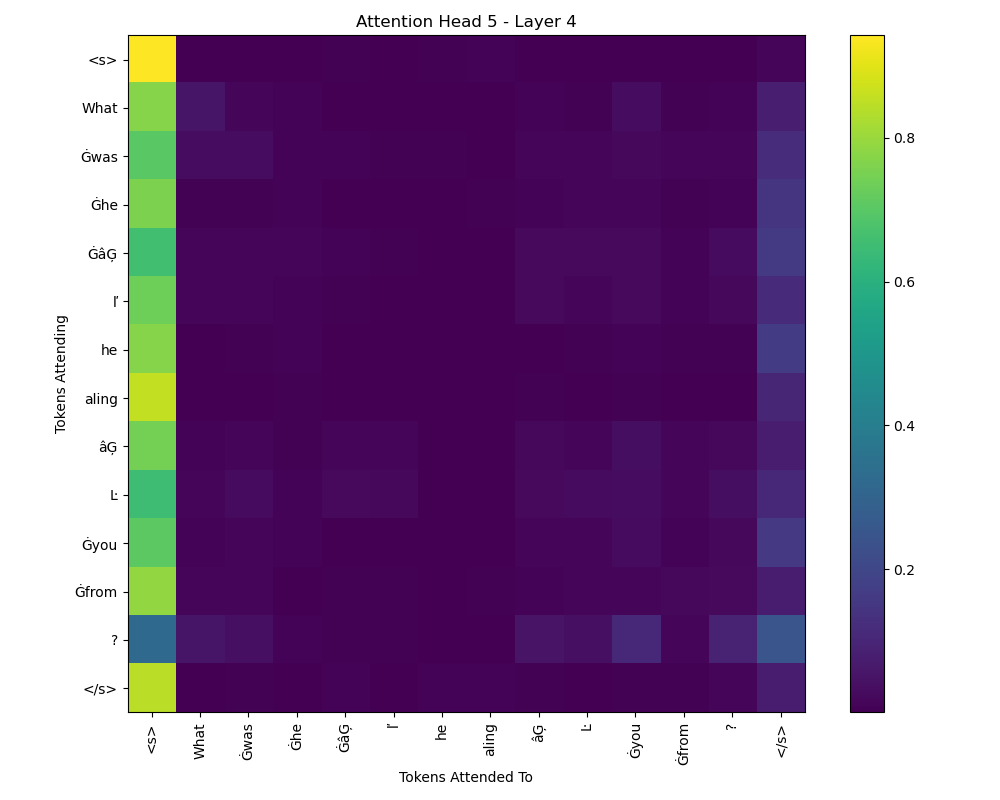 Attention Head 5 - Layer 4
Tokens Attending
<s>
What
Ġwas
Ġhe
ĠâĢ
ľ
he
aling
âĢ
Ŀ
Ġyou
Ġfrom
?
</s>
<s>
What
Ġwas
Ġhe
ĠâĢ
ľ
he
aling
âĢ
Ŀ
Ġyou
Ġfrom
?
</s>
Tokens Attended To
0.8
0.6
0.4
0.2